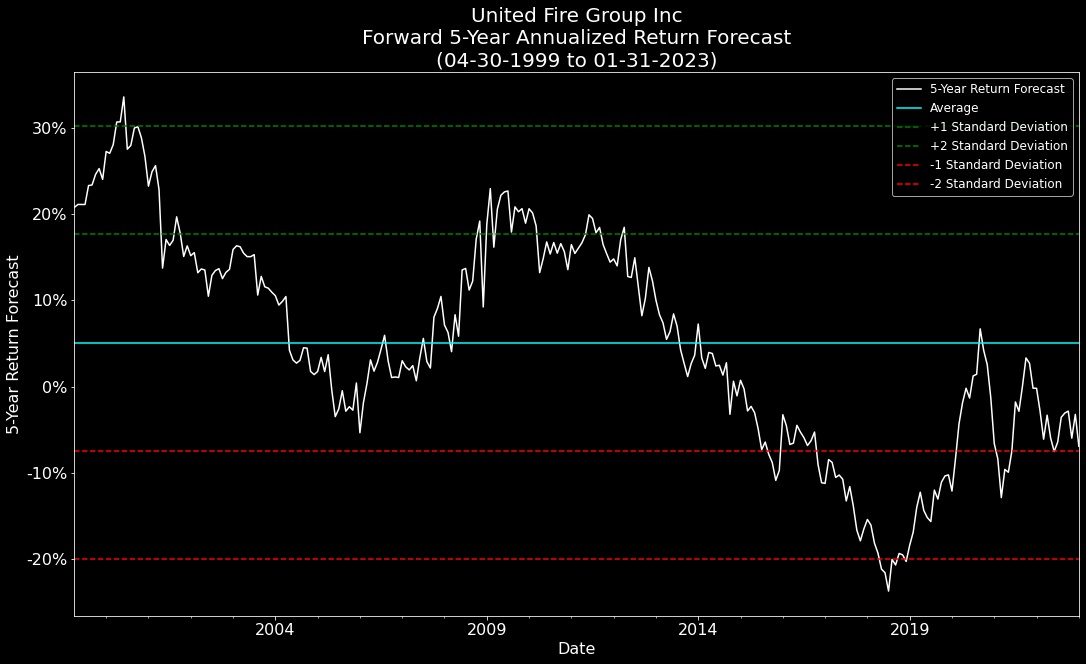 United Fire Group Inc
Forward 5-Year Annualized Return Forecast
(04-30-1999 to 01-31-2023)
5-Year Return Forecast
Average
+1 Standard Deviation
+2 Standard Deviation
-1 Standard Deviation
-2 Standard Deviation
5-Year Return Forecast
30%
20%
10%
0%
-10%
-20%
2004
2009
2014
2019
Date